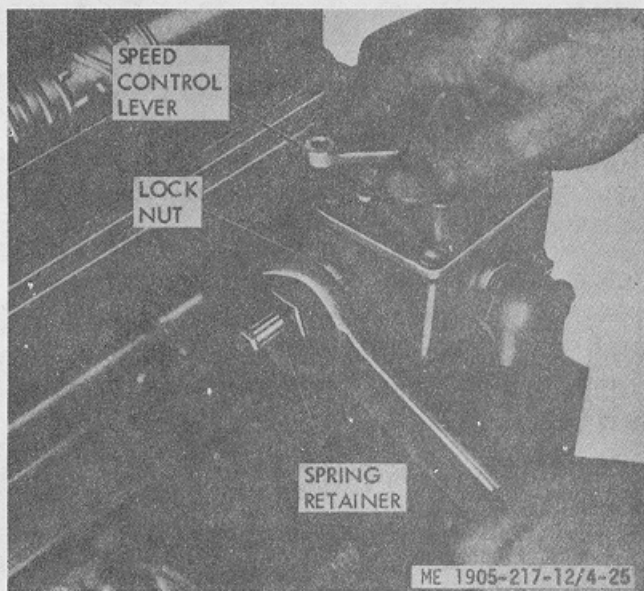 SPEED
CONTROL
LEVER
LOCK
NUT
SPRING
RETAINER
ME 1905-217-12/4-25